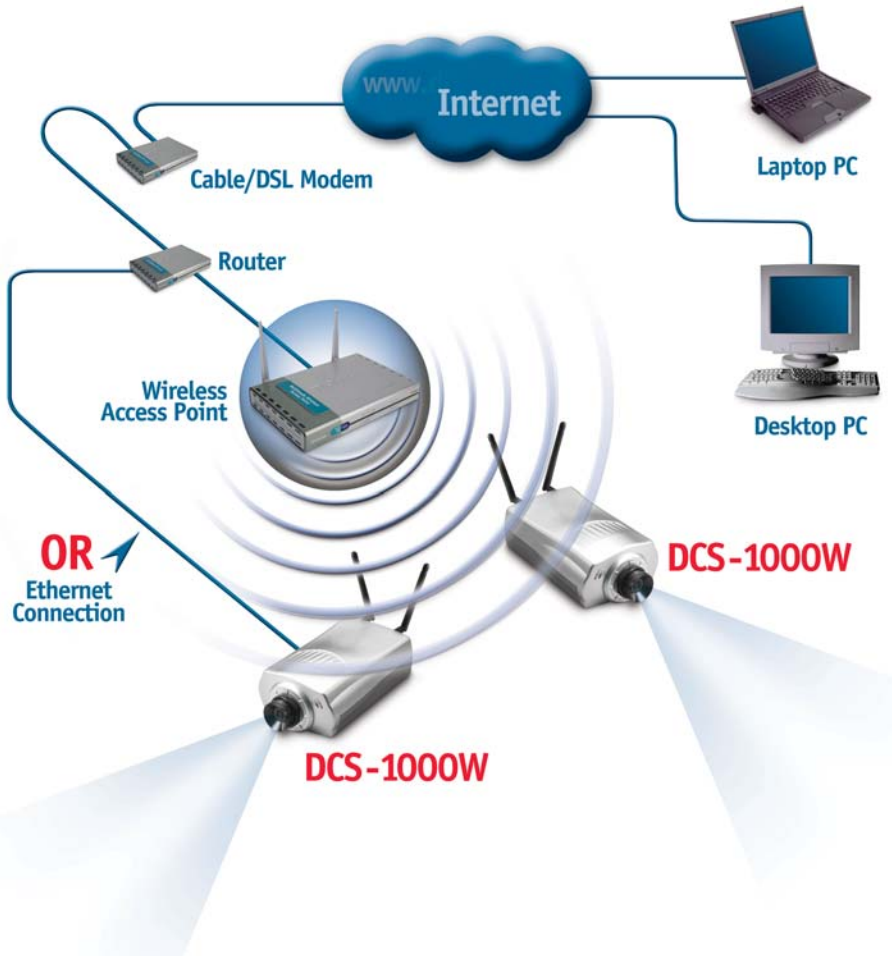 www.
Internet
Laptop PC
Cable/DSL Modem
Router
Desktop PC
Wireless
Access Point
OR
Ethernet
Connection
DCS-1000W
DCS-1000W